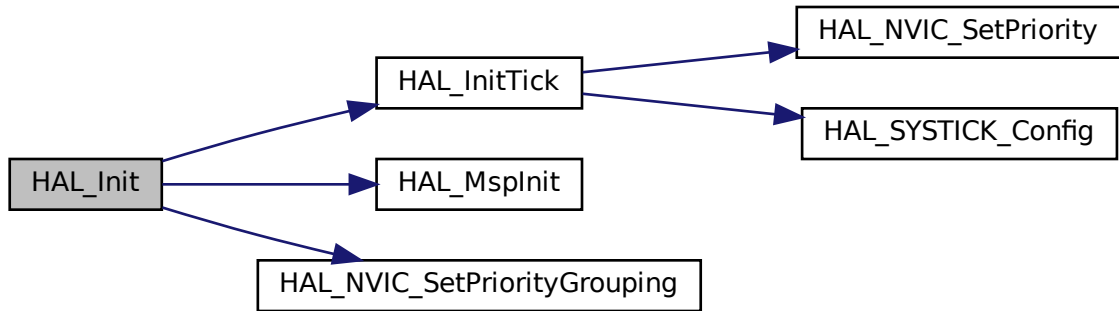 HAL_NVIC_SetPriority
HAL_InitTick
HAL_SYSTICK_Config
HAL_Init
HAL_MspInit
HAL_NVIC_SetPriorityGrouping